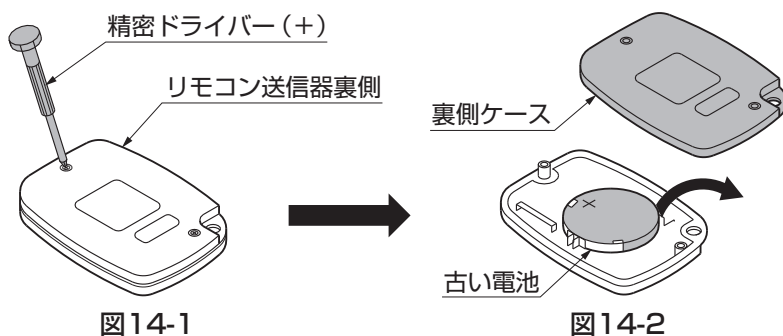 精密ドライバー（＋）
リモコン送信器裏側
図14-1
裏側ケース
＋
古い電池
図14-2